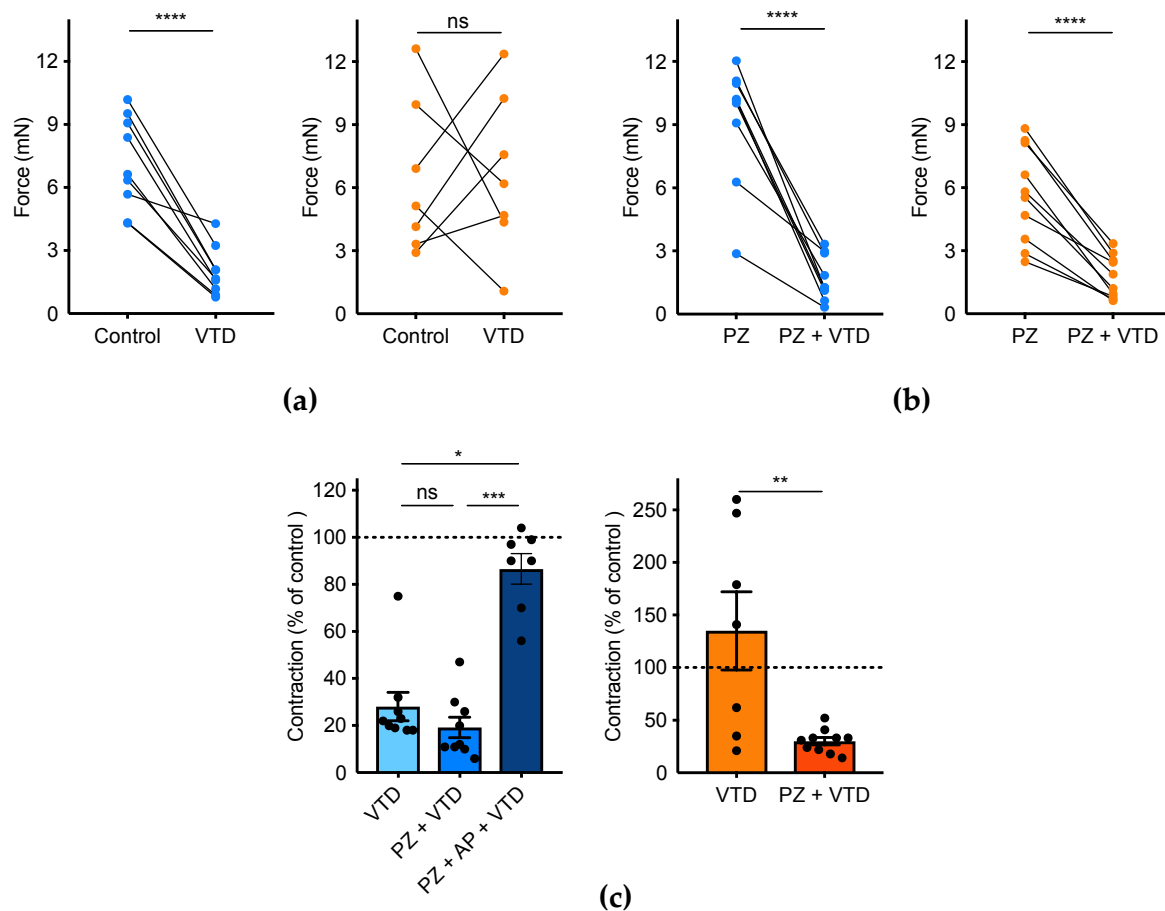 ****
Force (mN)
12
9
6
3
0
Control VTD
ns
Force (mN)
12
9
6
3
0
Control VTD
(a)
****
Force (mN)
12
9
6
3
0
PZ PZ + VTD
****
Force (mN)
12
9
6
3
0
PZ PZ + VTD
(b)
*
ns ***
Contraction (% of control )
120
100
80
60
40
20
0
VTD
PZ + VTD
PZ + AP + VTD
**
Contraction (% of control )
250
200
150
100
50
0
VTD PZ + VTD
(c)